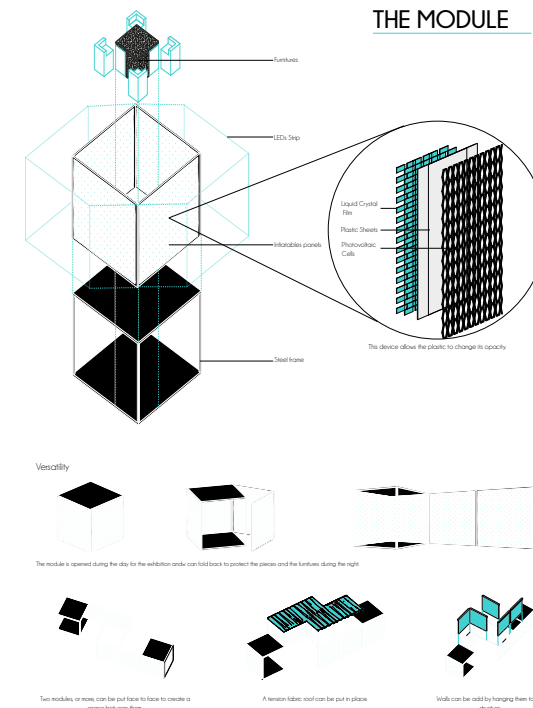 THE MODULE
Furnitures
LEDs Strip
Liquid Crystal
Film
Plastic Sheets
Photovoltaic
Cells
Inflatables panels
This device allows the plastic to change its opacity.
Steel frame
Versatility
The module is opened during the day for the exhibition andv can fold back to protect the pieces and the furnitures during the night.
Two modules, or more, can be put face to face to create a
A tension fabric roof can be put in place
Walls can be add by hanging them to